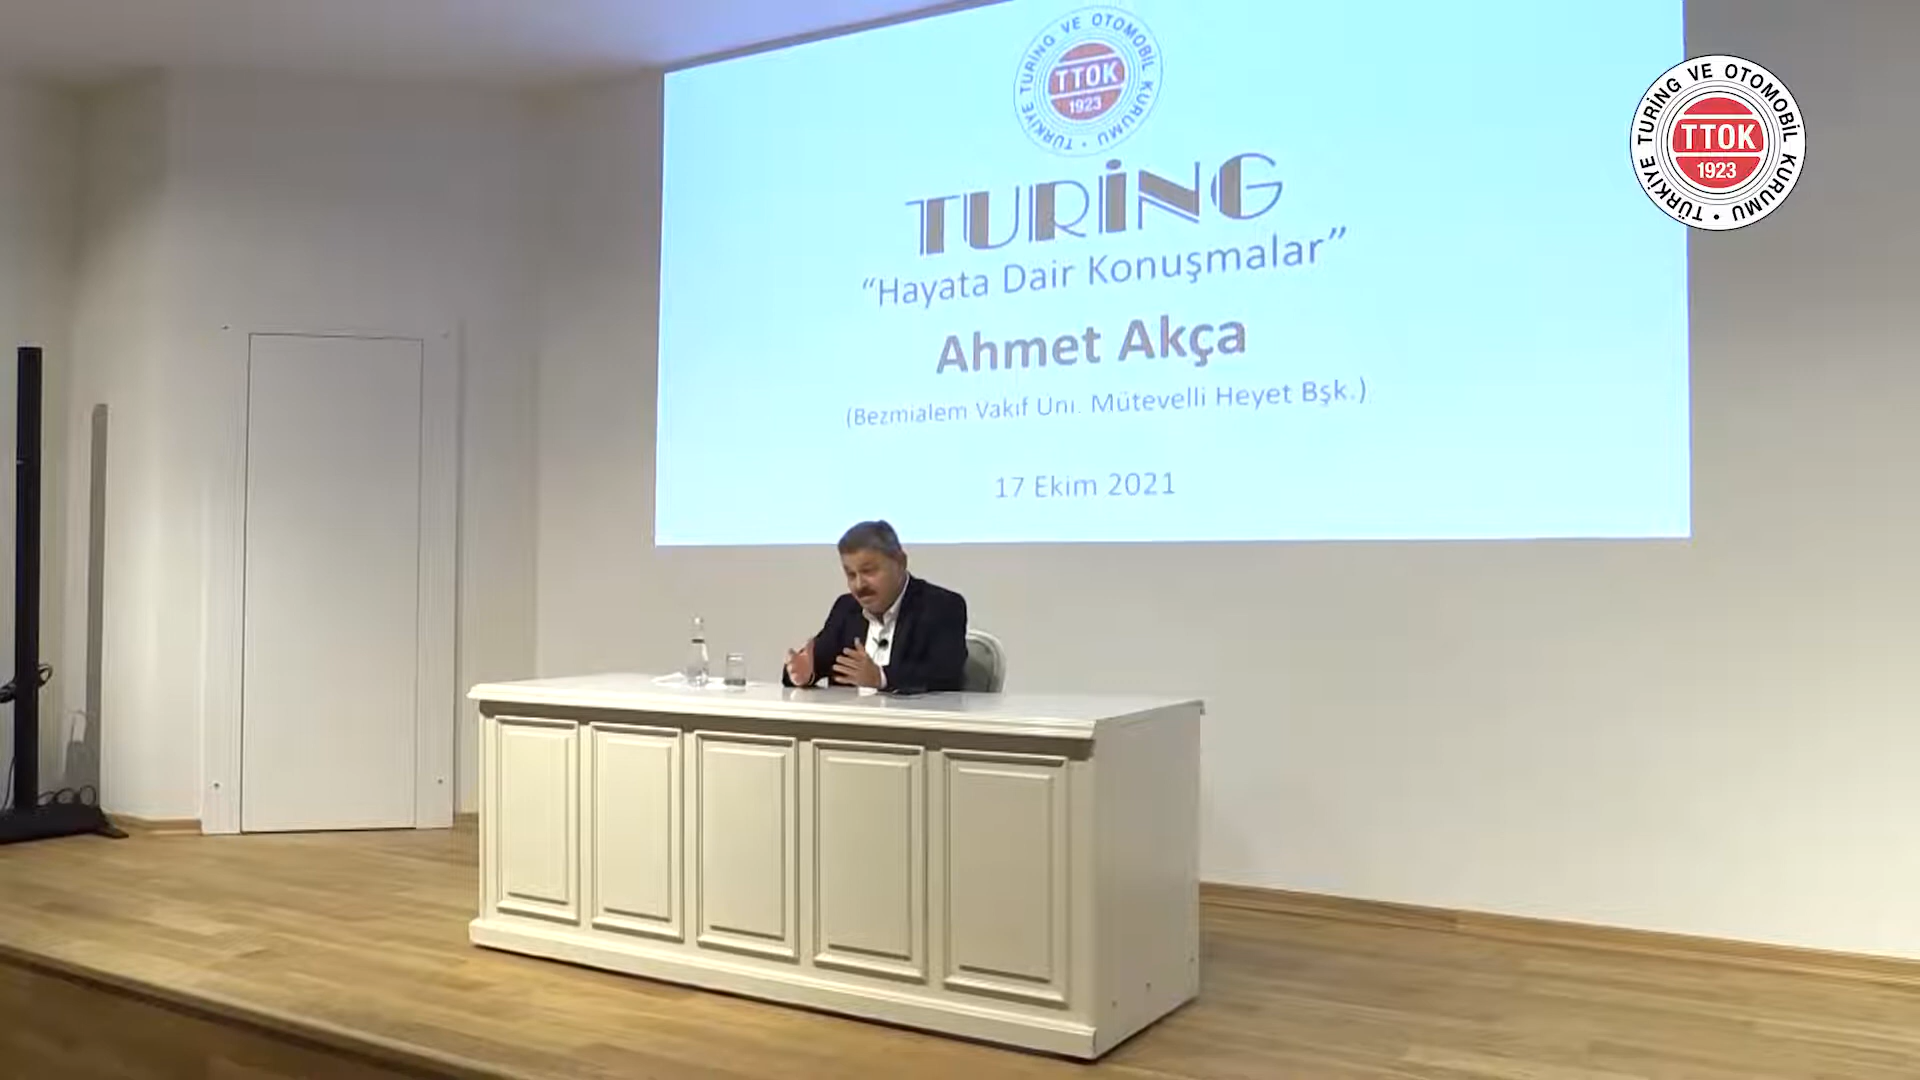 TÜRKİYE TURİNG VE OTOMOBİL KURUMU
TTOK
1923
TURİNG
“Hayata Dair Konuşmalar”
Ahmet Akça
(Bezmialem Vakıf Üni. Mütevelli Heyet Bşk.)
17 Ekim 2021
TÜRKİYE TURİNG VE OTOMOBİL KURUMU
TTOK
1923